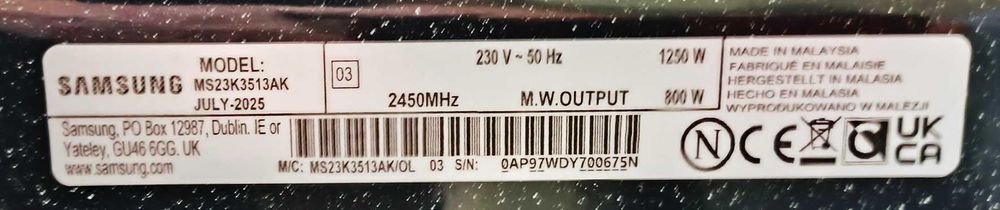 SAMSUNG
MODEL:
MS23K3513AK
JULY-2025
03
230 V ~ 50 Hz
1250 W
2450MHz
M.W.OUTPUT
800 W
MADE IN MALAYSIA
FABRIQUÉ EN MALAISIE
HERGESTELLT IN MALAYSIA
HECHO EN MALASIA
WYPRODUKOWANO W MALEZJI
Samsung, PO Box 12987, Dublin. IE or
Yateley, GU46 6GG. UK
www.samsung.com
M/C: MS23K3513AK/OL 03 S/N: 0AP97WDY700675N
N
CE
UK
CA